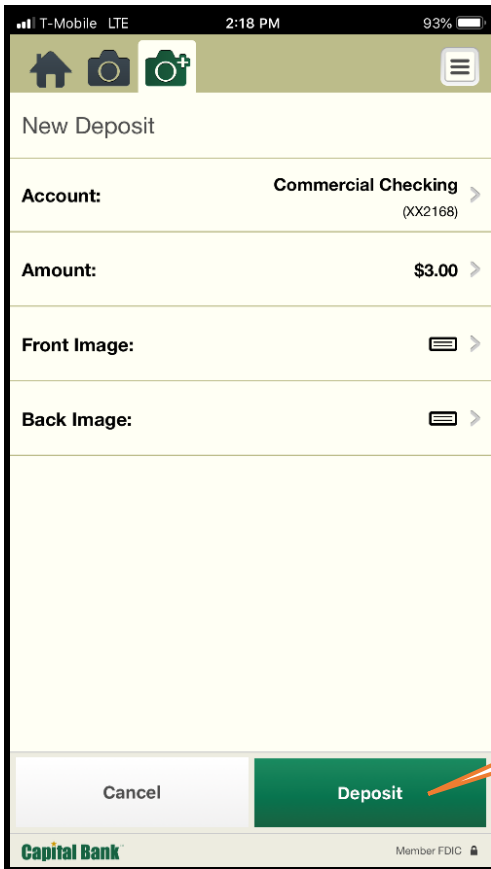 T-Mobile LTE 2:18 PM 93%
New Deposit
Account: Commercial Checking
(XX2168)
Amount: $3.00
Front Image:
Back Image:
Cancel Deposit
Capital Bank Member FDIC